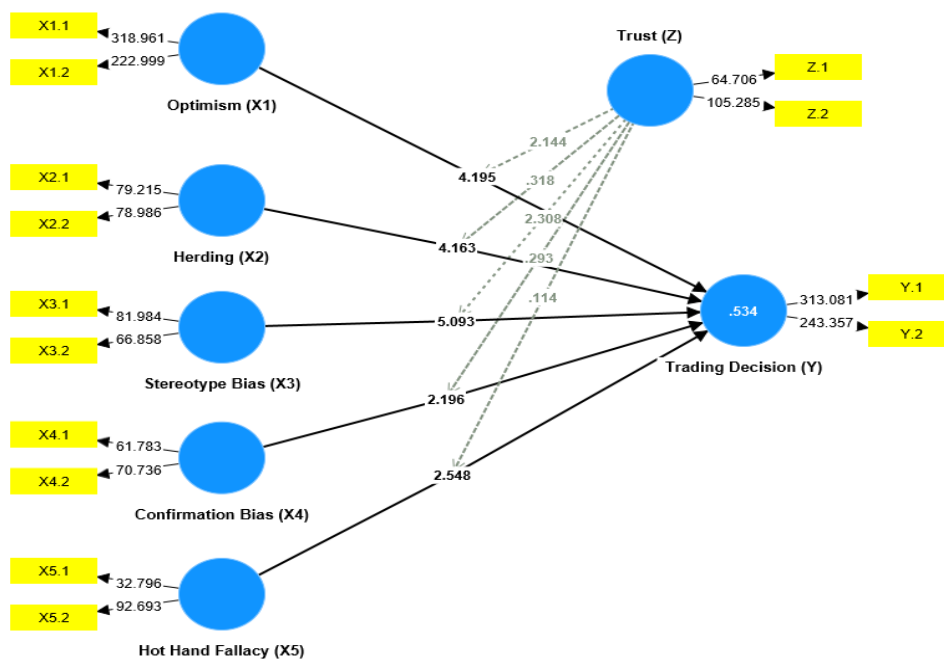 X1.1
318.961
X1.2
222.999
Optimism (X1)
Trust (Z)
64.706
Z.1
105.285
Z.2
2.144
4.195
X2.1
79.215
X2.2
78.986
Herding (X2)
.318
4.163
2.308
X3.1
81.984
X3.2
66.858
Stereotype Bias (X3)
5.093
.293
.114
.534
313.081
Y.1
243.357
Y.2
Trading Decision (Y)
X4.1
61.783
X4.2
70.736
Confirmation Bias (X4)
2.196
X5.1
32.796
X5.2
92.693
Hot Hand Fallacy (X5)
2.548